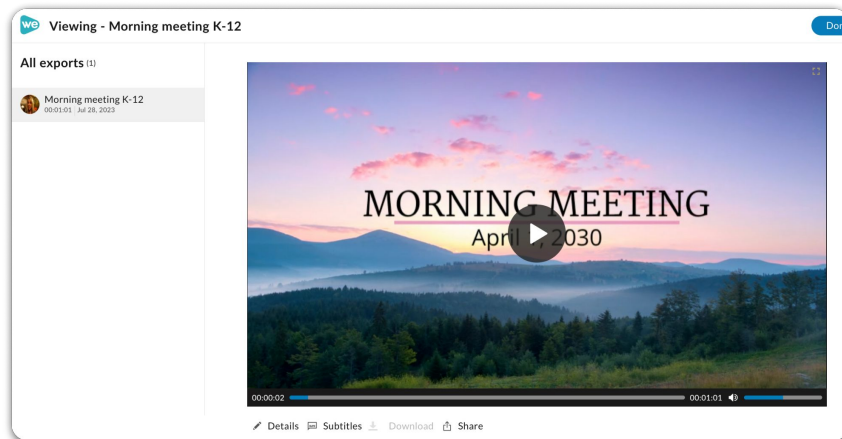 we Viewing - Morning meeting K-12
All exports (1)
Morning meeting K-12
00:01:01 | Jul 28, 2023
MORNING MEETING
April 2030
00:00:02 00:01:01
Details Subtitles Download Share